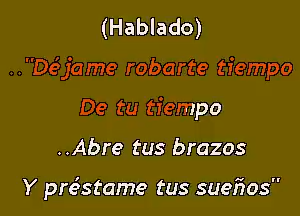 (Hablado)
.."Déjame robarte tiempo
De tu tiempo
..Abre tus brazos
Y préstame tus sueños"